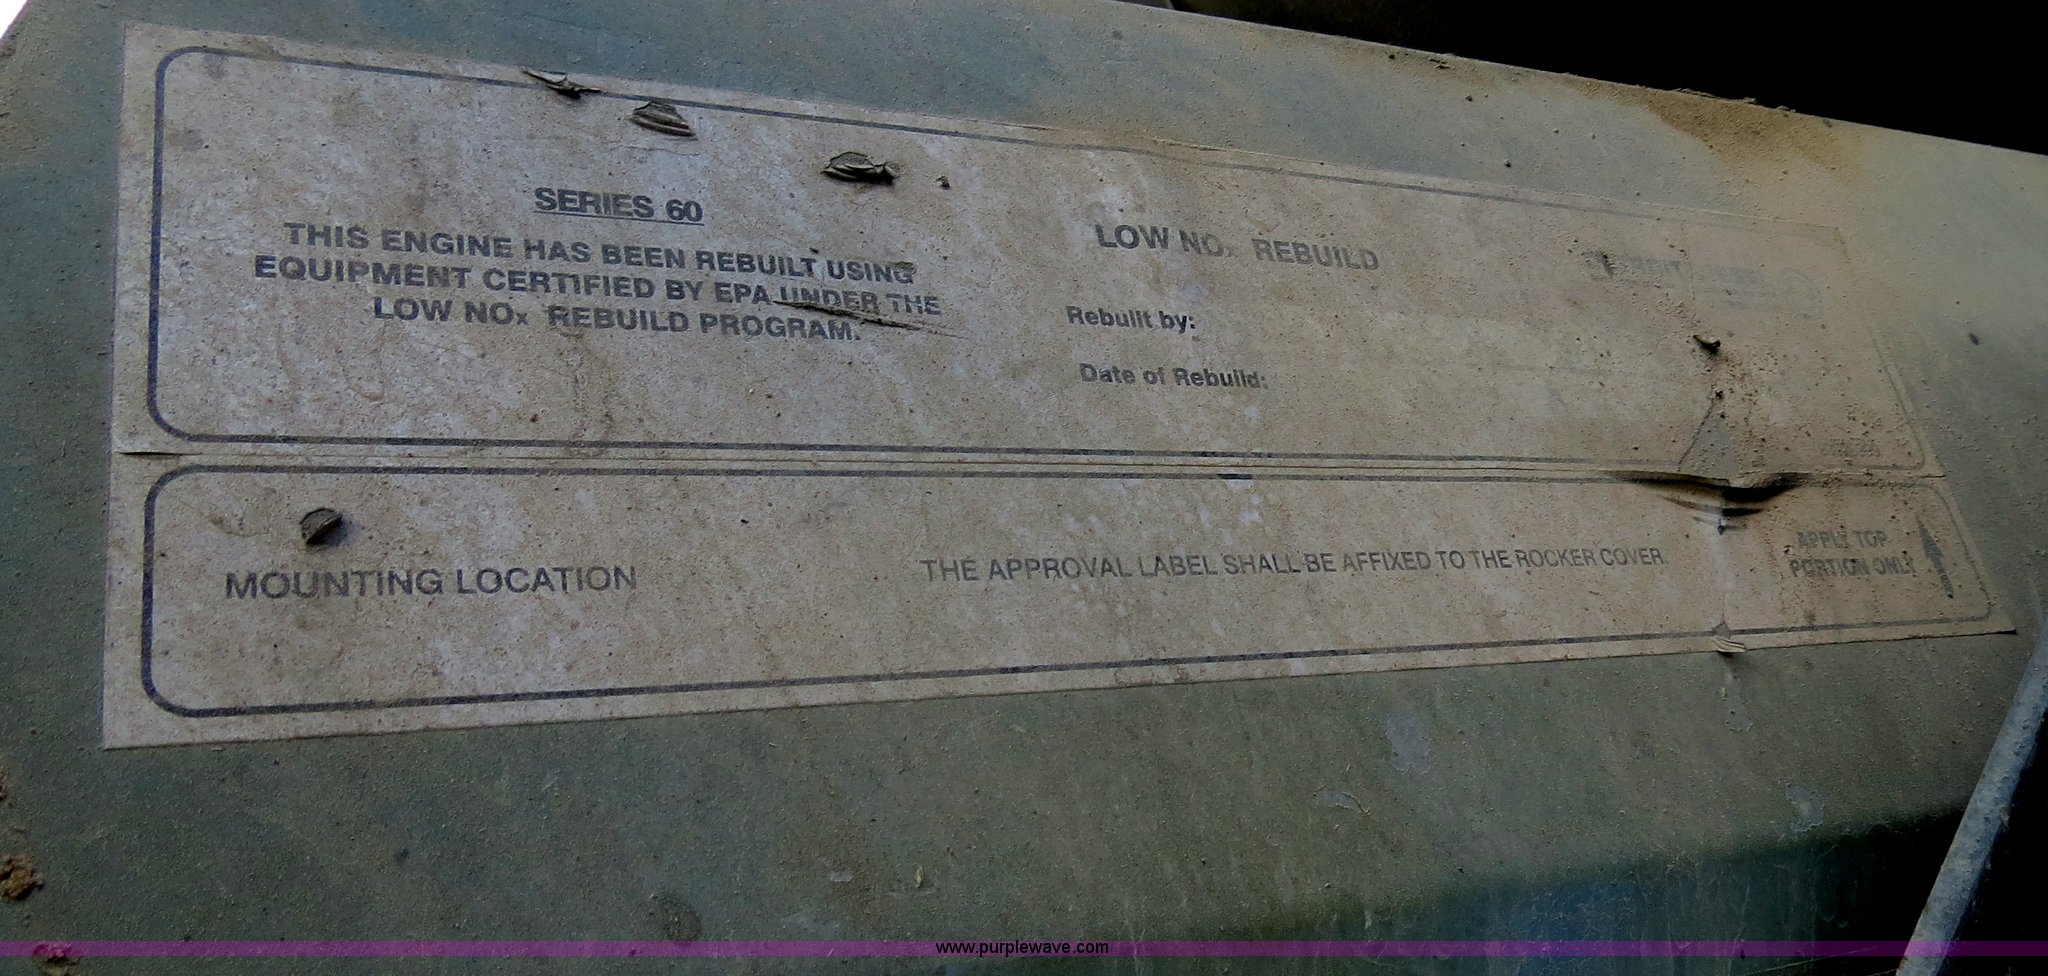 SERIES 60
THIS ENGINE HAS BEEN REBUILT USING
EQUIPMENT CERTIFIED BY EPA UNDER THE
LOW NOx REBUILD PROGRAM.
LOW NOx REBUILD
Rebuilt by:
Date of Rebuild:
MOUNTING LOCATION
THE APPROVAL LABEL SHALL BE AFFIXED TO THE ROCKER COVER.
APPLY TOP
PORTION ONLY
www.purplewave.com